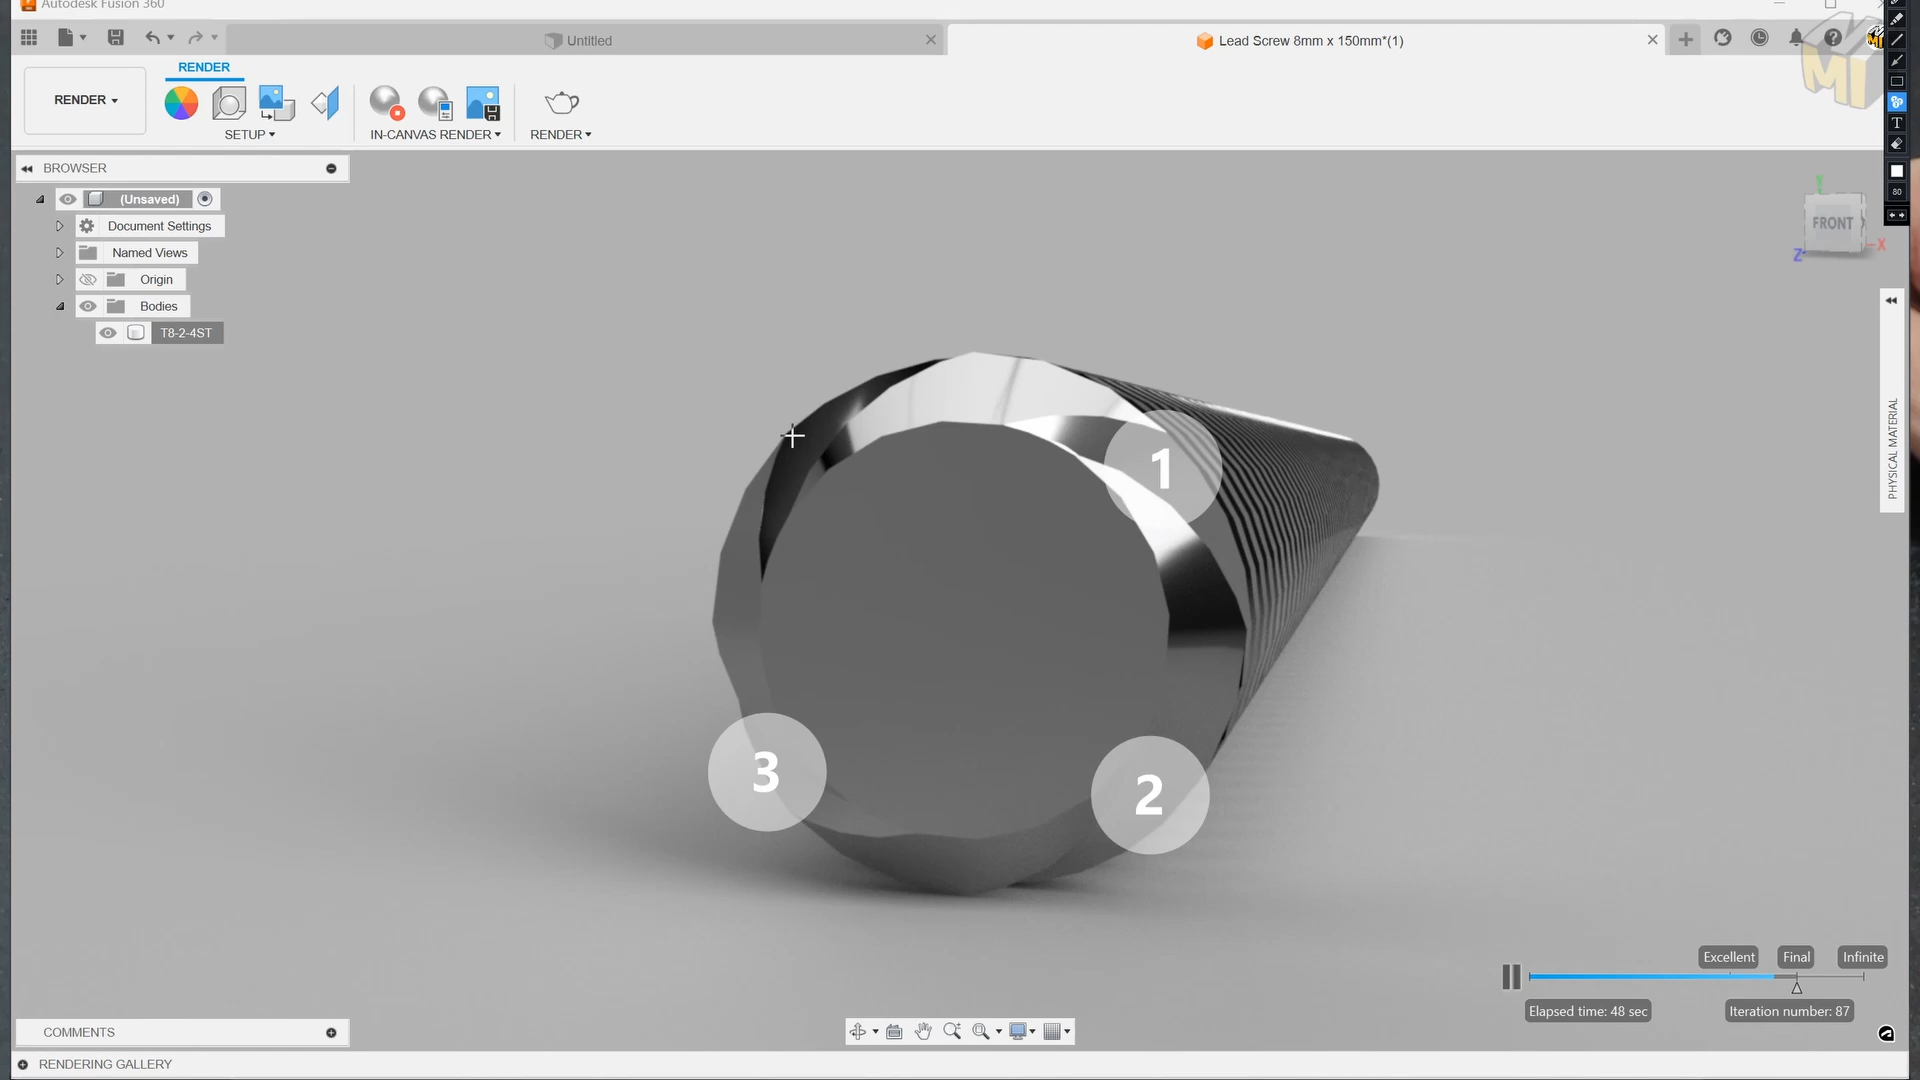 Autodesk Fusion 360
Untitled
Lead Screw 8mm x 150mm*(1)
MI
RENDER
RENDER
SETUP
IN-CANVAS RENDER
RENDER
T
80
BROWSER
(Unsaved)
Document Settings
Named Views
Origin
Bodies
T8-2-4ST
Y
FRONT
X
Z
PHYSICAL MATERIAL
1
3
2
Excellent
Final
Infinite
Elapsed time: 48 sec
Iteration number: 87
COMMENTS
RENDERING GALLERY